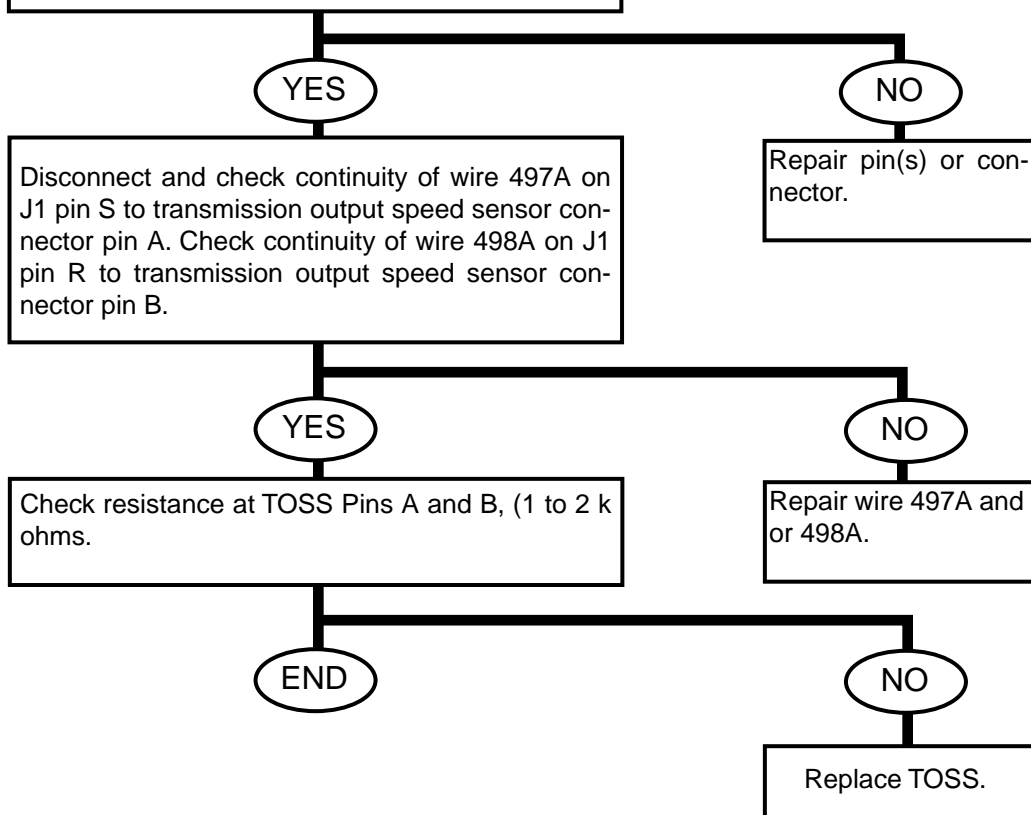 YES
NO
Disconnect and check continuity of wire 497A on
J1 pin S to transmission output speed sensor con-
nector pin A. Check continuity of wire 498A on J1
pin R to transmission output speed sensor con-
nector pin B.
Repair pin(s) or con-
nector.
YES
NO
Check resistance at TOSS Pins A and B, (1 to 2 k
ohms.
Repair wire 497A and
or 498A.
END
NO
Replace TOSS.